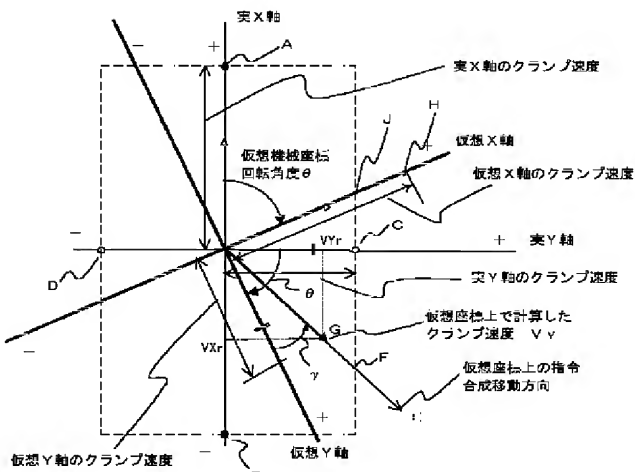 実X軸
A
実X軸のクランプ速度
J
H
仮想X軸
仮想機械座標
回転角度θ
仮想X軸のクランプ速度
VYr
C
実Y軸
D
θ
実Y軸のクランプ速度
G
仮想座標上で計算した
クランプ速度 Vv
VXr
γ
F
仮想座標上の指令
合成移動方向
仮想Y軸のクランプ速度
仮想Y軸
+
+
+
+
−
−
−
−